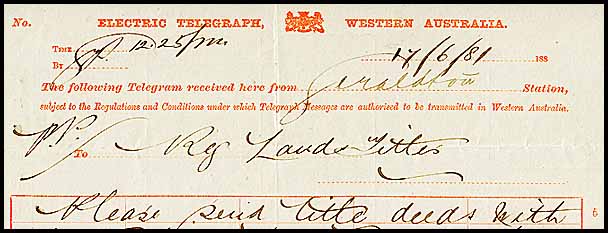 No. ELECTRIC TELEGRAPH, WESTERN AUSTRALIA.
TIME 12.25 pm 17/6/81 188
BY
The following Telegram received here from Geraldton Station,
subject to the Regulations and Conditions under which Telegraph Messages are authorised to be transmitted in Western Australia.
To Reg Lands Titles
Please send title deeds with
5